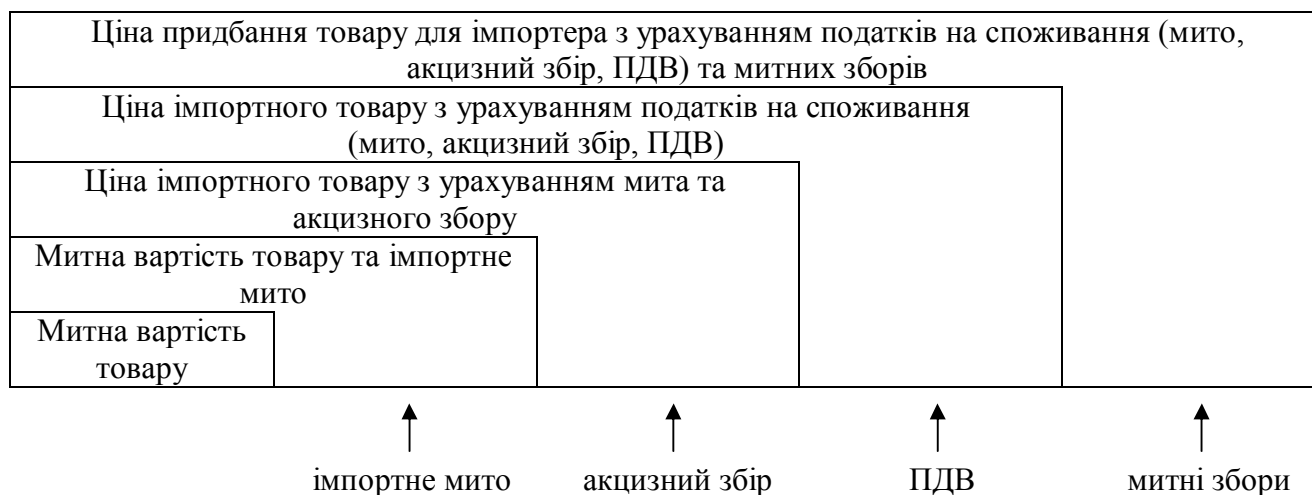 Ціна придбання товару для імпортера з урахуванням податків на споживання (мито,
акцизний збір, ПДВ) та митних зборів
Ціна імпортного товару з урахуванням податків на споживання
(мито, акцизний збір, ПДВ)
Ціна імпортного товару з урахуванням мита та
акцизного збору
Митна вартість товару та імпортне
мито
Митна вартість
товару
імпортне мито
акцизний збір
ПДВ
митні збори